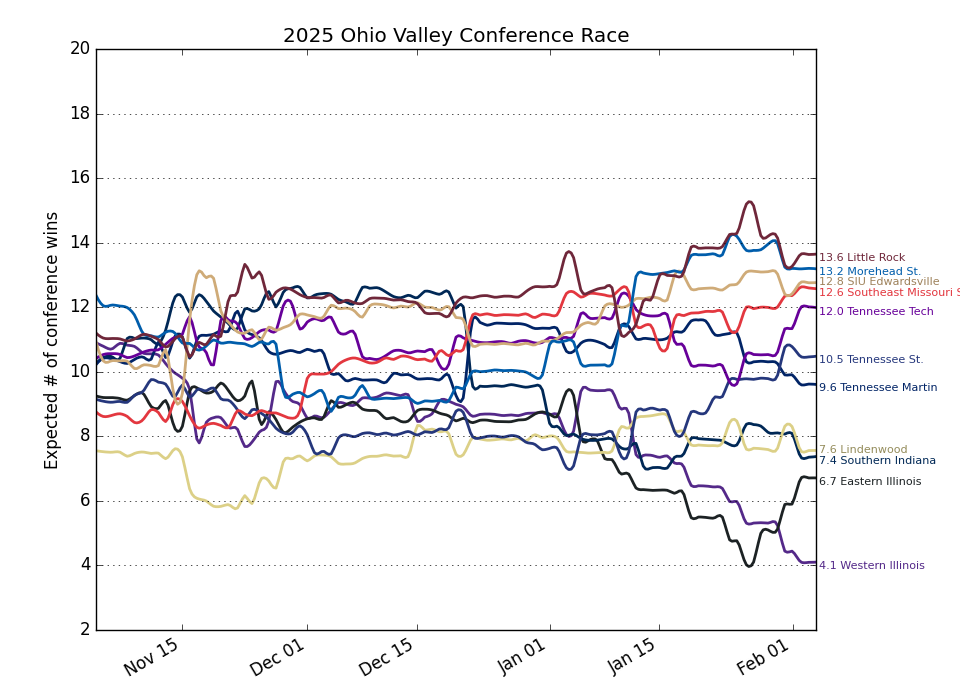 2025 Ohio Valley Conference Race
Expected # of conference wins
20
18
16
14
12
10
8
6
4
2
Nov 15
Dec 01
Dec 15
Jan 01
Jan 15
Feb 01
13.6 Little Rock
13.2 Morehead St.
12.8 SIU Edwardsville
12.6 Southeast Missouri S
12.0 Tennessee Tech
10.5 Tennessee St.
9.6 Tennessee Martin
7.6 Lindenwood
7.4 Southern Indiana
6.7 Eastern Illinois
4.1 Western Illinois